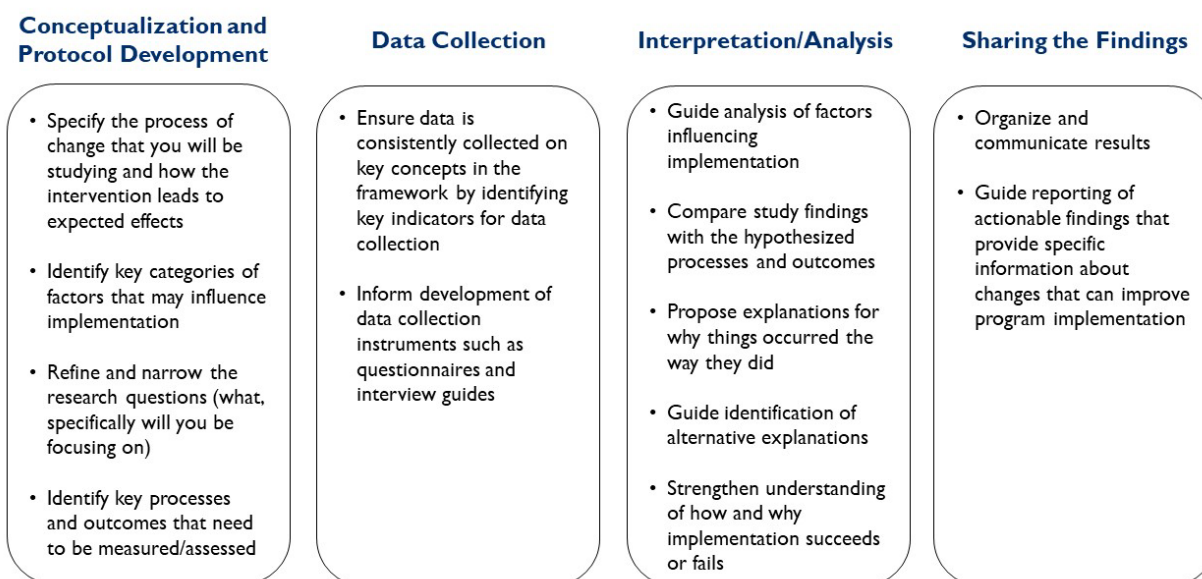 Conceptualization and
Protocol Development
• Specify the process of
change that you will be
studying and how the
intervention leads to
expected effects
• Identify key categories of
factors that may influence
implementation
• Refine and narrow the
research questions (what,
specifically will you be
focusing on)
• Identify key processes
and outcomes that need
to be measured/assessed
Data Collection
• Ensure data is
consistently collected on
key concepts in the
framework by identifying
key indicators for data
collection
• Inform development of
data collection
instruments such as
questionnaires and
interview guides
Interpretation/Analysis
• Guide analysis of factors
influencing
implementation
• Compare study findings
with the hypothesized
processes and outcomes
• Propose explanations for
why things occurred the
way they did
• Guide identification of
alternative explanations
• Strengthen understanding
of how and why
implementation succeeds
or fails
Sharing the Findings
• Organize and
communicate results
• Guide reporting of
actionable findings that
provide specific
information about
changes that can improve
program implementation